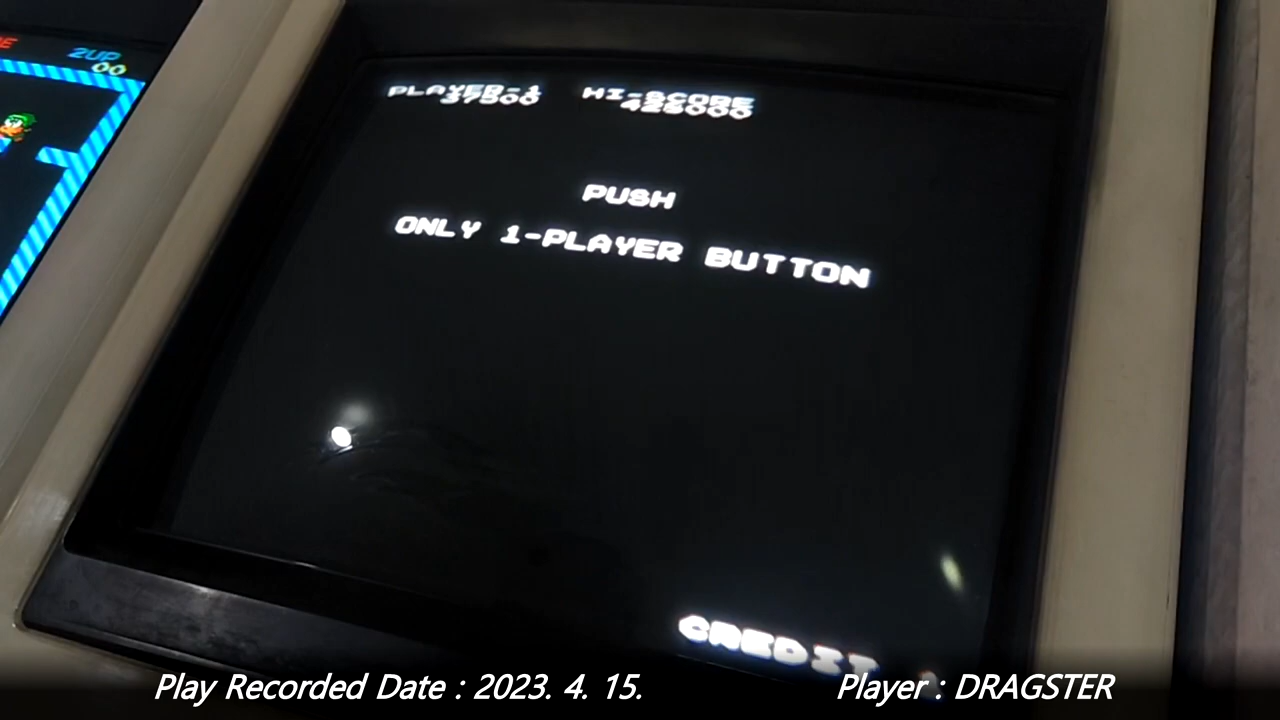 2UP
00
PLAYER-1 HI-SCORE
37500
PUSH
ONLY 1-PLAYER BUTTON
CREDIT
Play Recorded Date : 2023. 4. 15.
Player : DRAGSTER